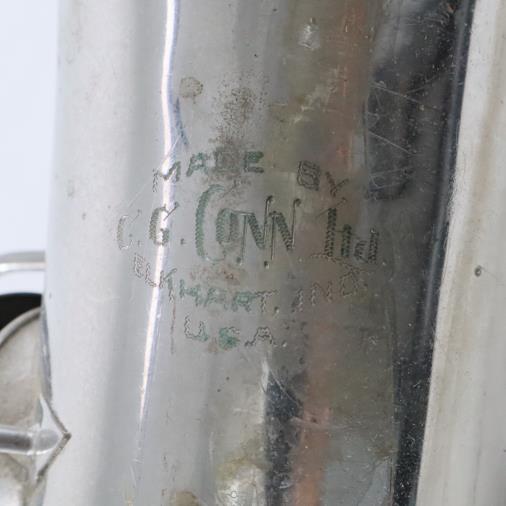 MADE BY
C.G. CONN Ltd.
ELKHART, IND.
U.S.A.